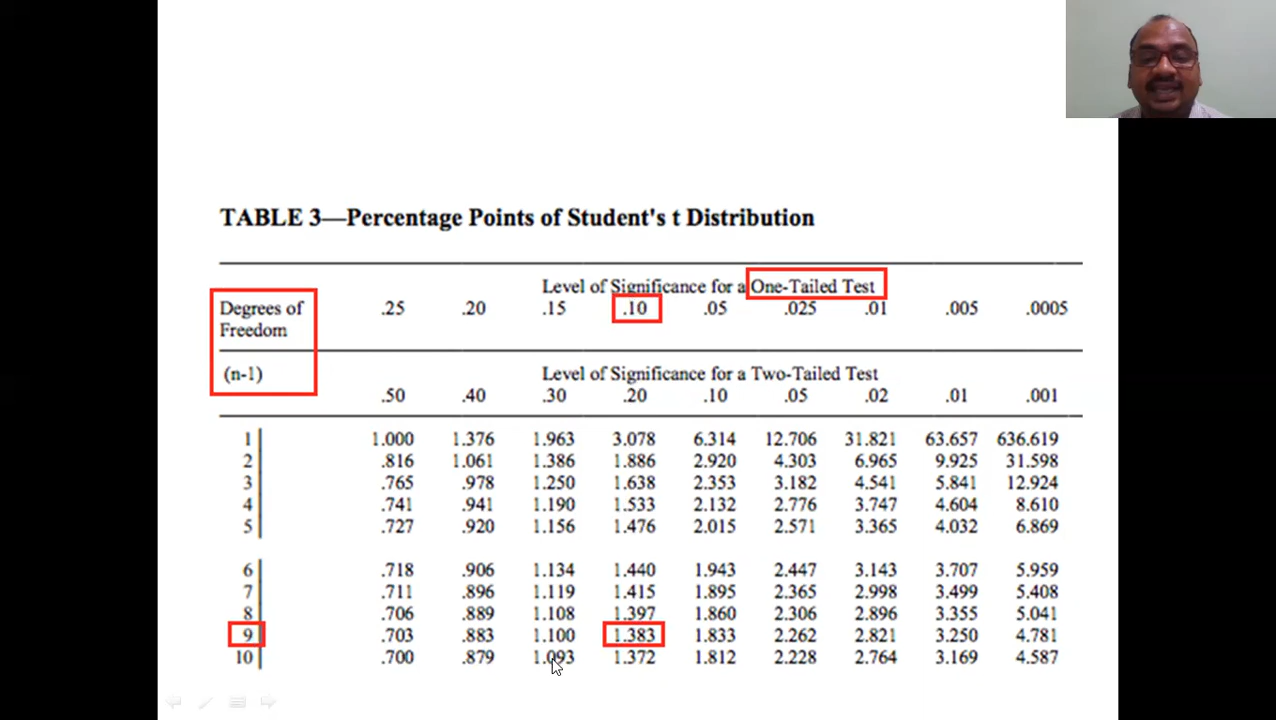 TABLE 3—Percentage Points of Student's t Distribution
Level of Significance for a One-Tailed Test
Degrees of Freedom .25 .20 .15 .10 .05 .025 .01 .005 .0005
(n-1) Level of Significance for a Two-Tailed Test
.50 .40 .30 .20 .10 .05 .02 .01 .001
1 1.000 1.376 1.963 3.078 6.314 12.706 31.821 63.657 636.619
2 .816 1.061 1.386 1.886 2.920 4.303 6.965 9.925 31.598
3 .765 .978 1.250 1.638 2.353 3.182 4.541 5.841 12.924
4 .741 .941 1.190 1.533 2.132 2.776 3.747 4.604 8.610
5 .727 .920 1.156 1.476 2.015 2.571 3.365 4.032 6.869
6 .718 .906 1.134 1.440 1.943 2.447 3.143 3.707 5.959
7 .711 .896 1.119 1.415 1.895 2.365 2.998 3.499 5.408
8 .706 .889 1.108 1.397 1.860 2.306 2.896 3.355 5.041
9 .703 .883 1.100 1.383 1.833 2.262 2.821 3.250 4.781
10 .700 .879 1.093 1.372 1.812 2.228 2.764 3.169 4.587